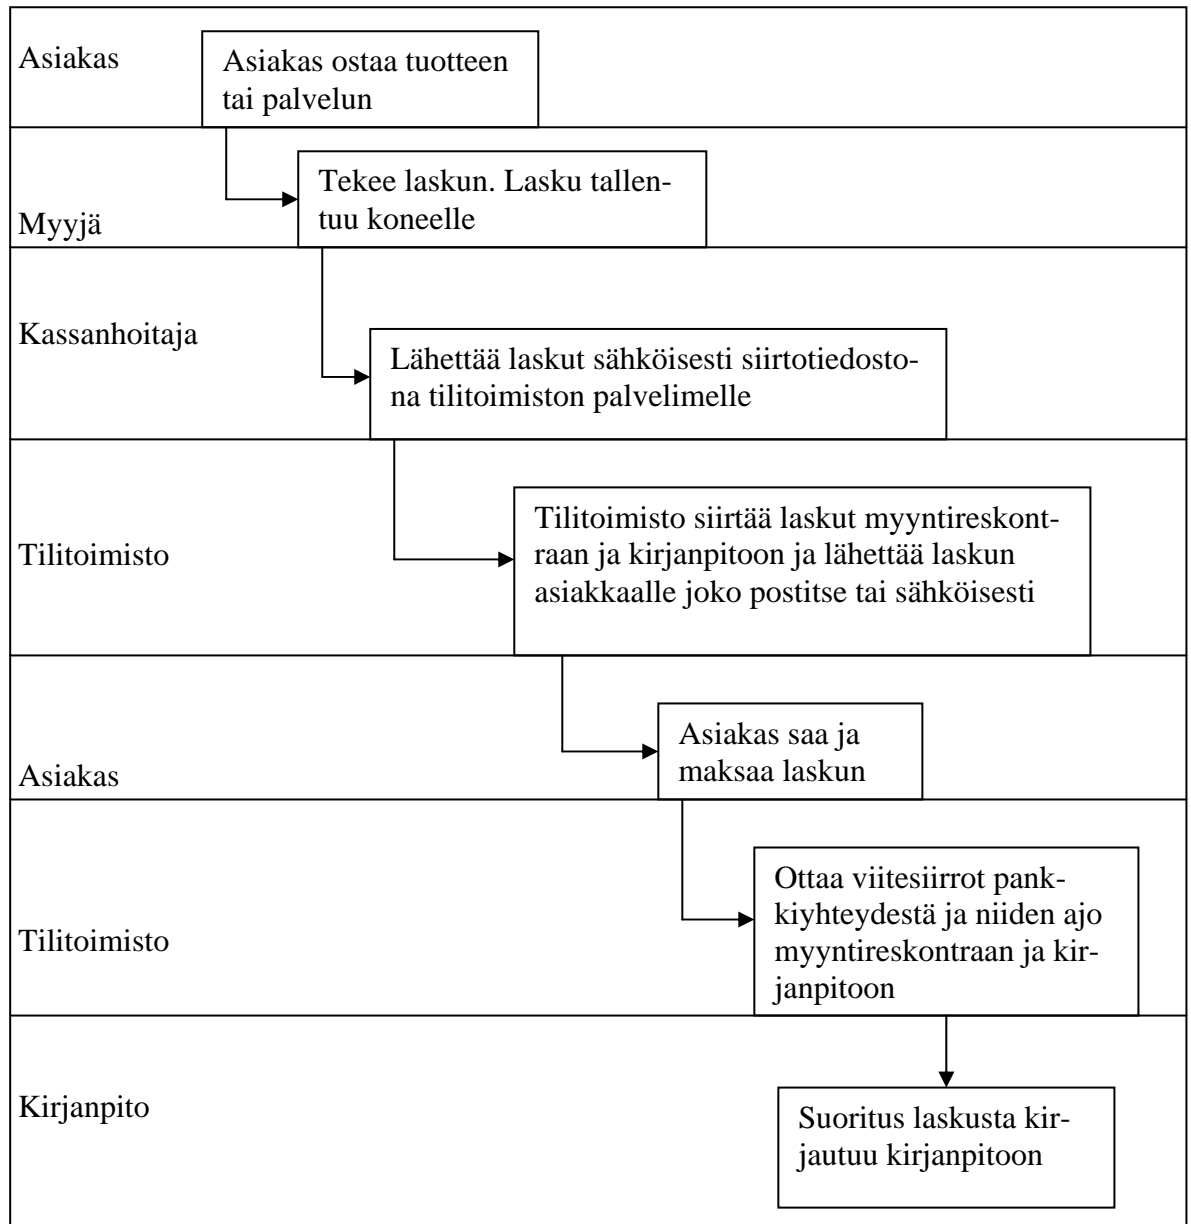 Asiakas
Asiakas ostaa tuotteen
tai palvelun
Tekee laskun. Lasku tallen-
tuu koneelle
Myyjä
Kassanhoitaja
Lähettää laskut sähköisesti siirtotiedosto-
na tilitoimiston palvelimelle
Tilitoimisto
Tilitoimisto siirtää laskut myyntireskont-
raan ja kirjanpitoon ja lähettää laskun
asiakkaalle joko postitse tai sähköisesti
Asiakas saa ja
maksaa laskun
Asiakas
Ottaa viitesiirrot pank-
kiyhteydestä ja niiden ajo
myyntireskontraan ja kir-
janpitoon
Tilitoimisto
Kirjanpito
Suoritus laskusta kir-
jautuu kirjanpitoon